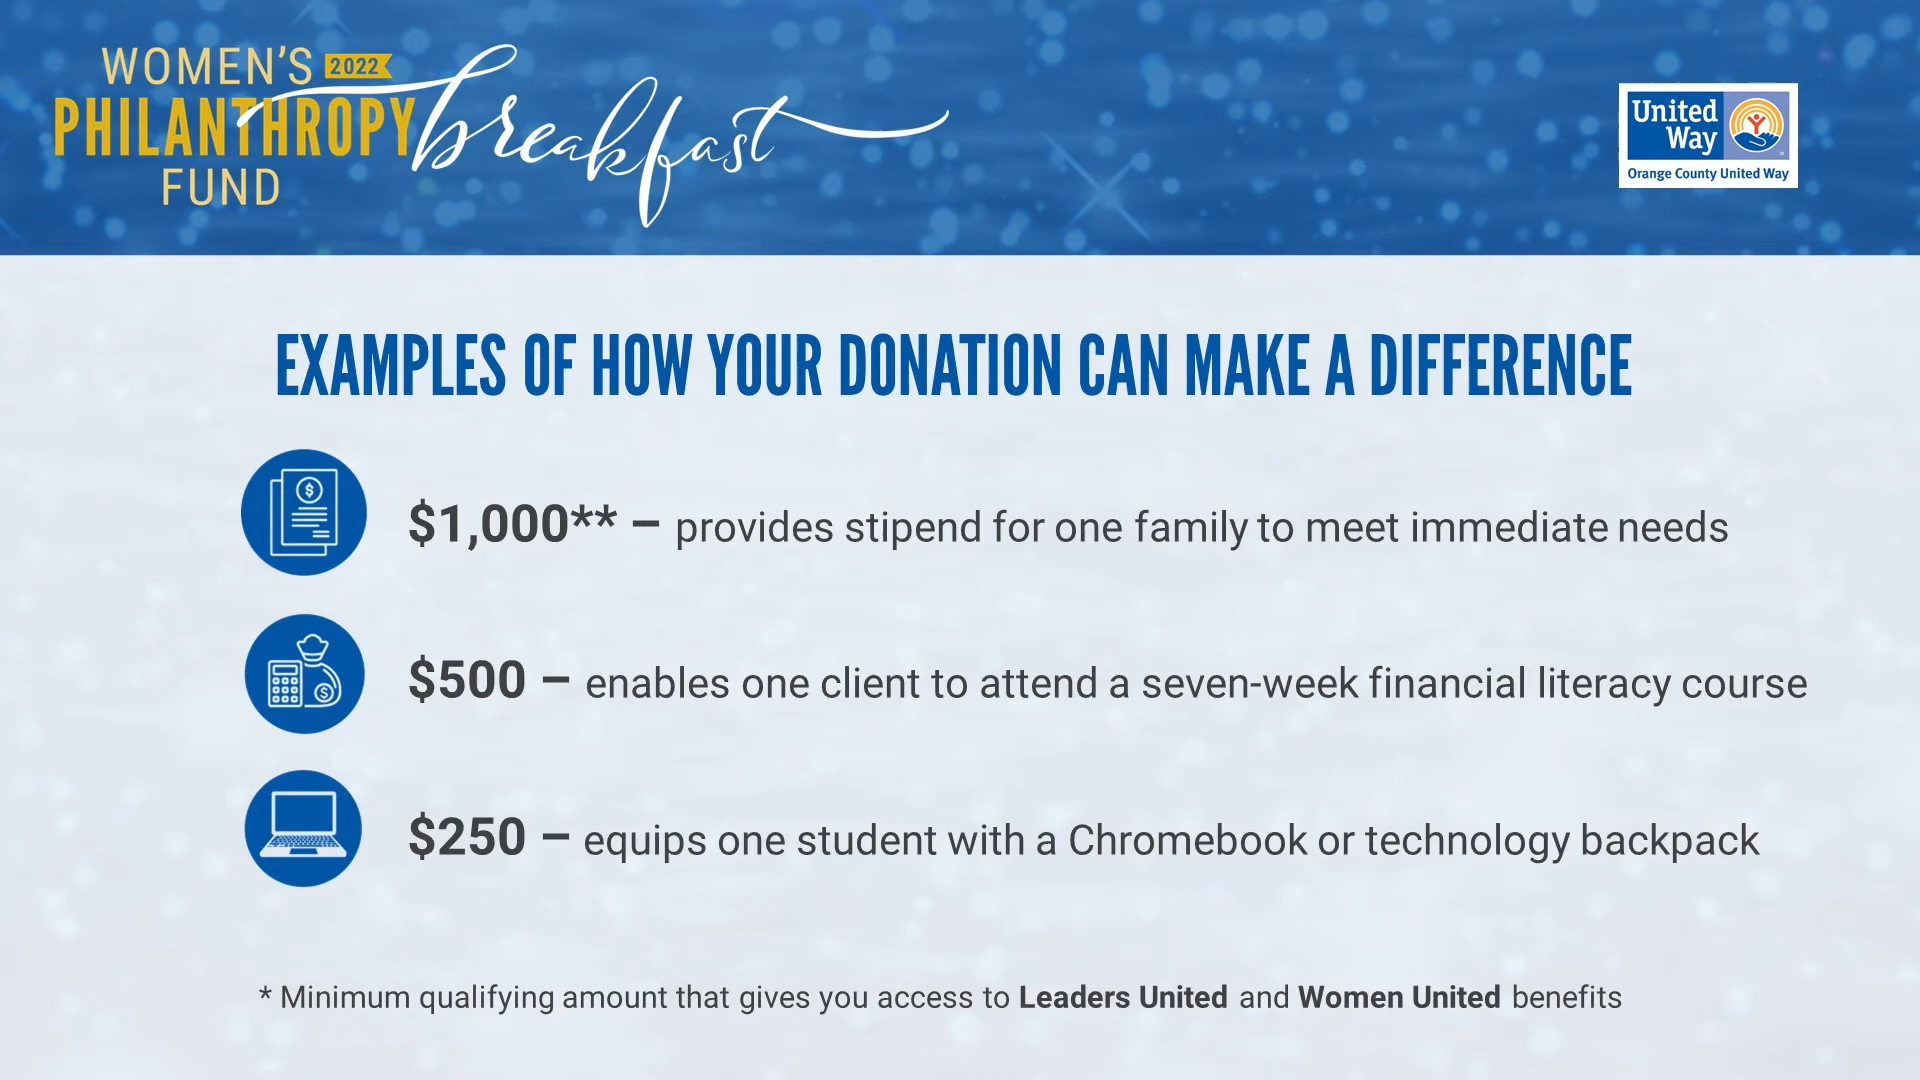 WOMEN'S 2022
PHILANTHROPY breakfast
FUND
United
Way
Orange County United Way
EXAMPLES OF HOW YOUR DONATION CAN MAKE A DIFFERENCE
$1,000** – provides stipend for one family to meet immediate needs
$500 – enables one client to attend a seven-week financial literacy course
$250 – equips one student with a Chromebook or technology backpack
* Minimum qualifying amount that gives you access to Leaders United and Women United benefits